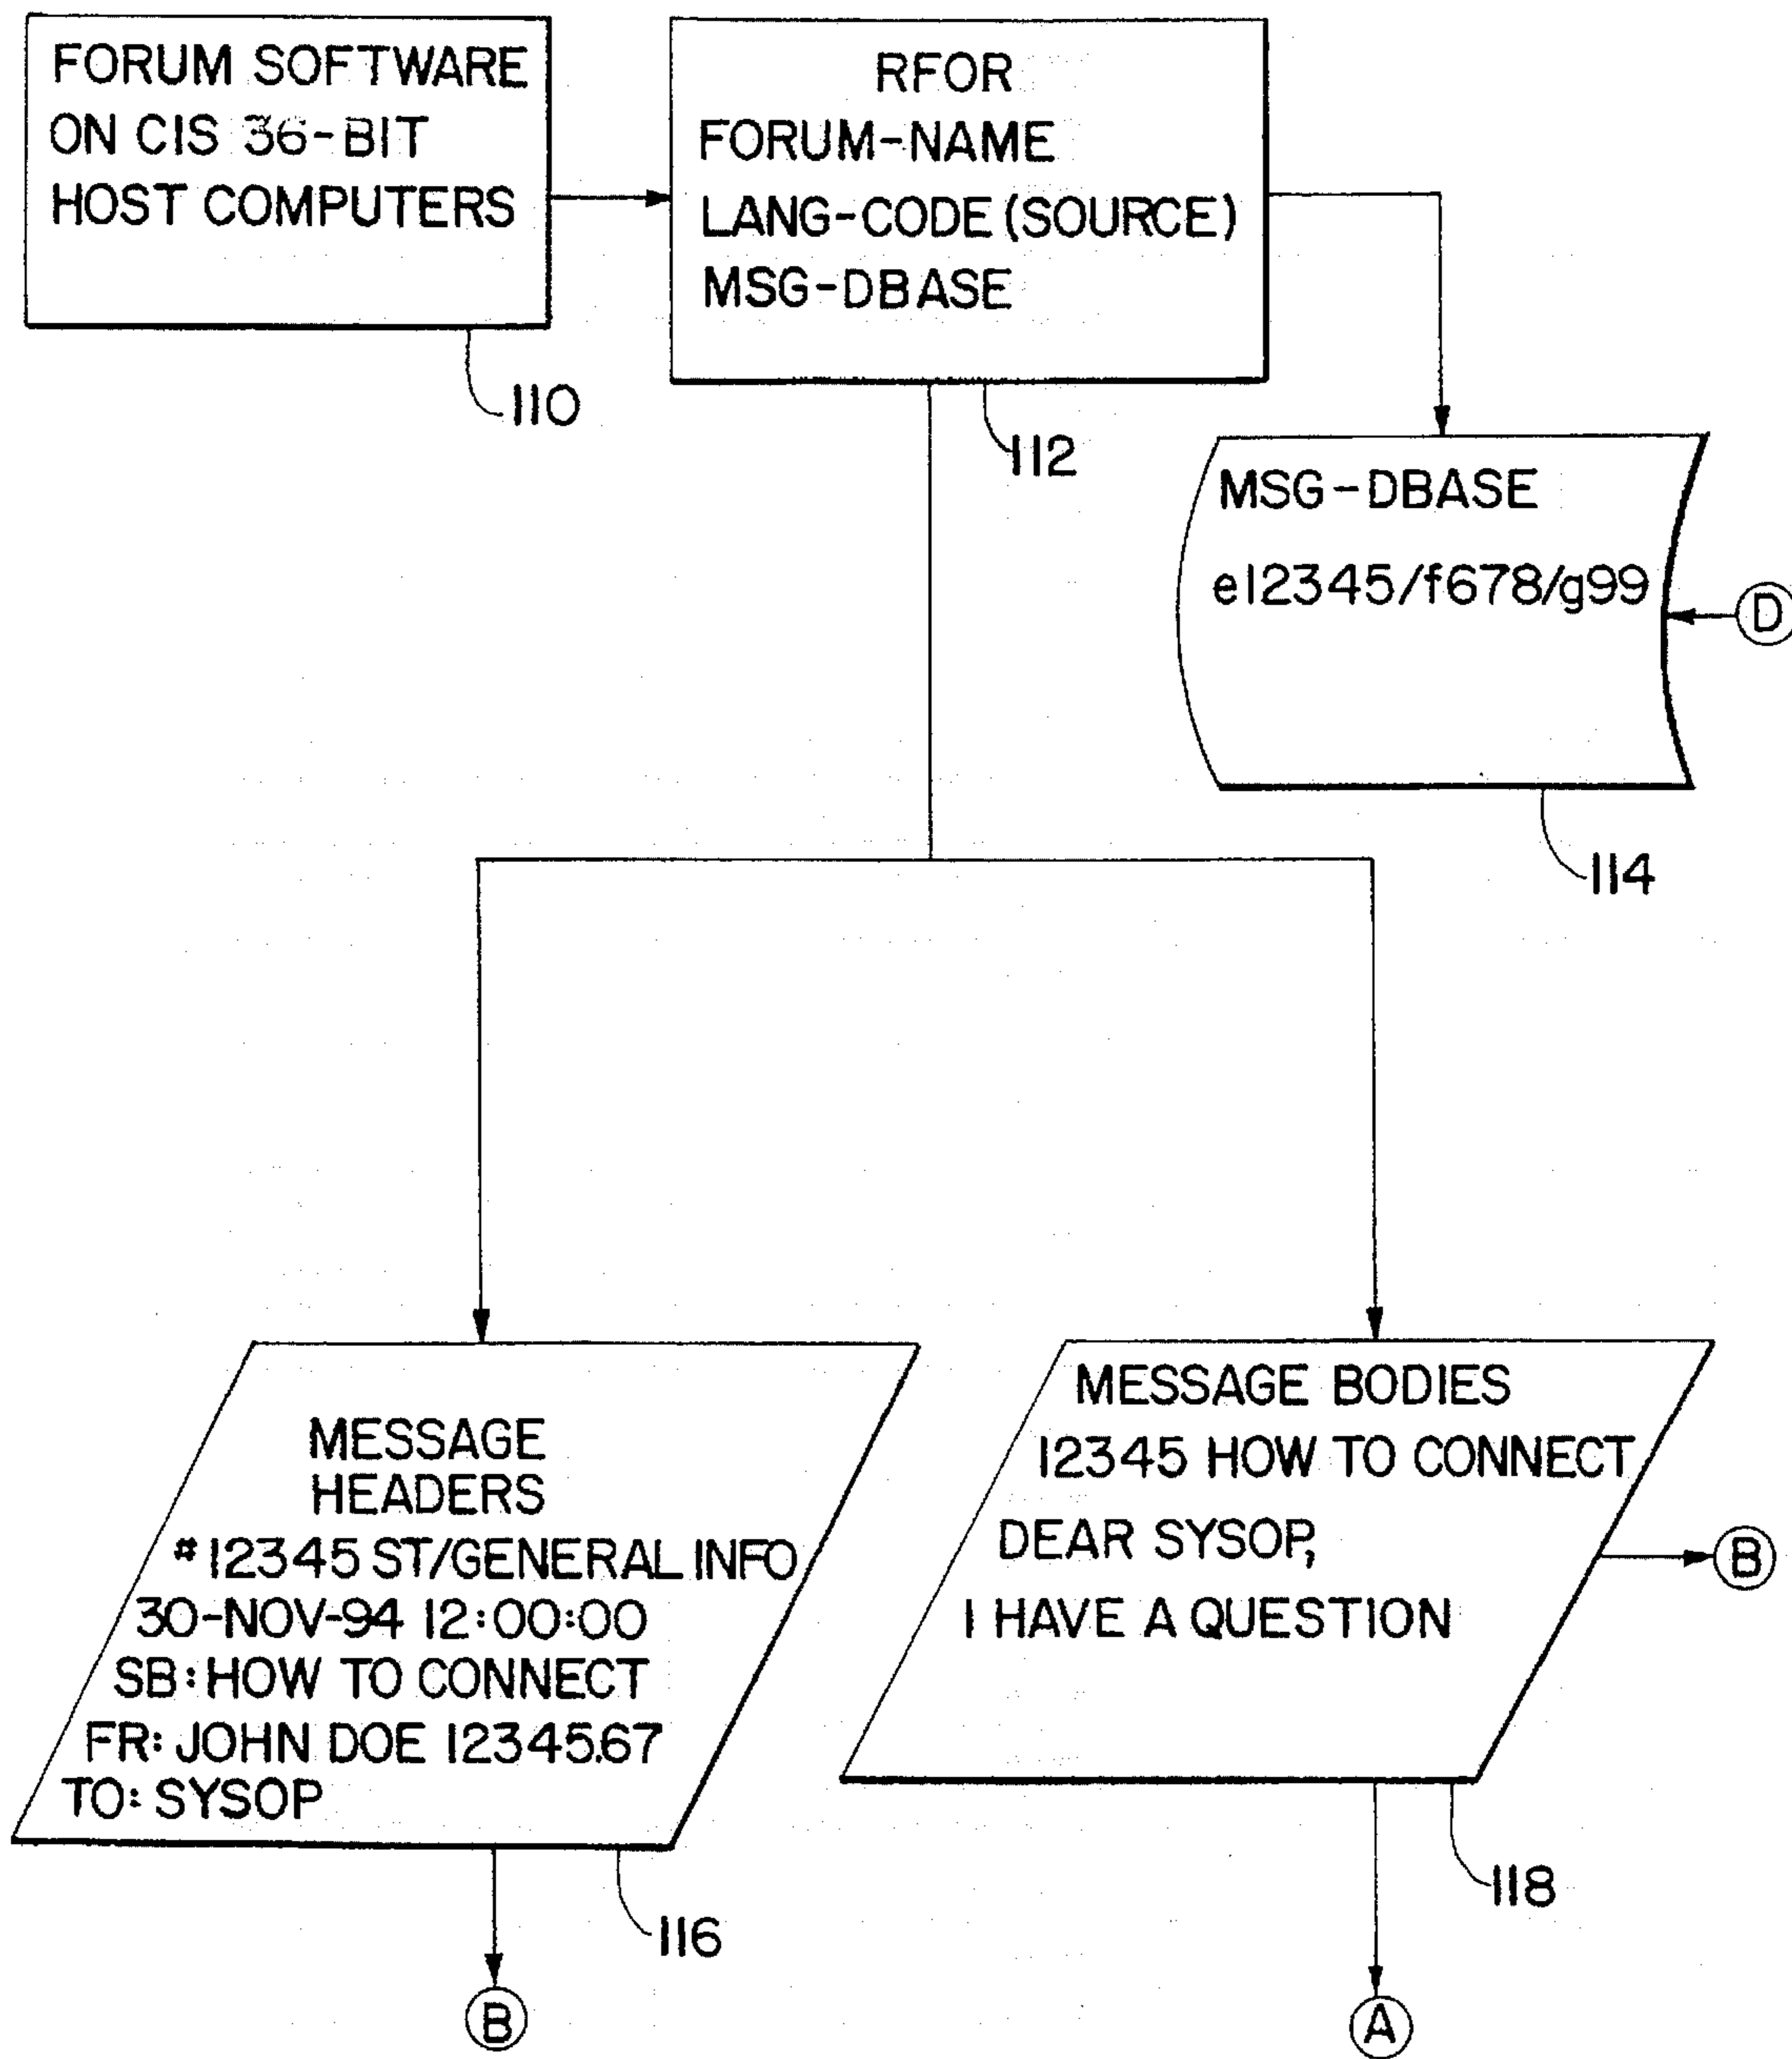 FORUM SOFTWARE
ON CIS 36-BIT
HOST COMPUTERS
110
RFOR
FORUM-NAME
LANG-CODE (SOURCE)
MSG-DBASE
112
MSG-DBASE
e12345/f678/g99
D
114
MESSAGE
HEADERS
#12345 ST/GENERAL INFO
30-NOV-94 12:00:00
SB: HOW TO CONNECT
FR: JOHN DOE 12345.67
TO: SYSOP
116
B
MESSAGE BODIES
12345 HOW TO CONNECT
DEAR SYSOP,
I HAVE A QUESTION
B
118
A